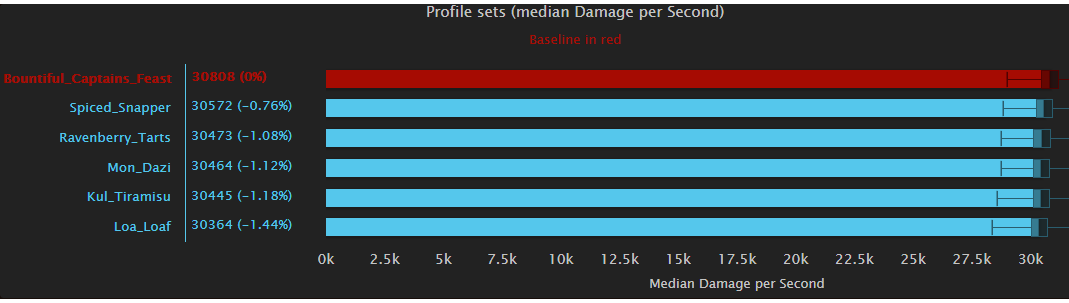 Profile sets (median Damage per Second)
Baseline in red
Bountiful_Captains_Feast 30808 (0%)
Spiced_Snapper 30572 (-0.76%)
Ravenberry_Tarts 30473 (-1.08%)
Mon_Dazi 30464 (-1.12%)
Kul_Tiramisu 30445 (-1.18%)
Loa_Loaf 30364 (-1.44%)
0k 2.5k 5k 7.5k 10k 12.5k 15k 17.5k 20k 22.5k 25k 27.5k 30k
Median Damage per Second